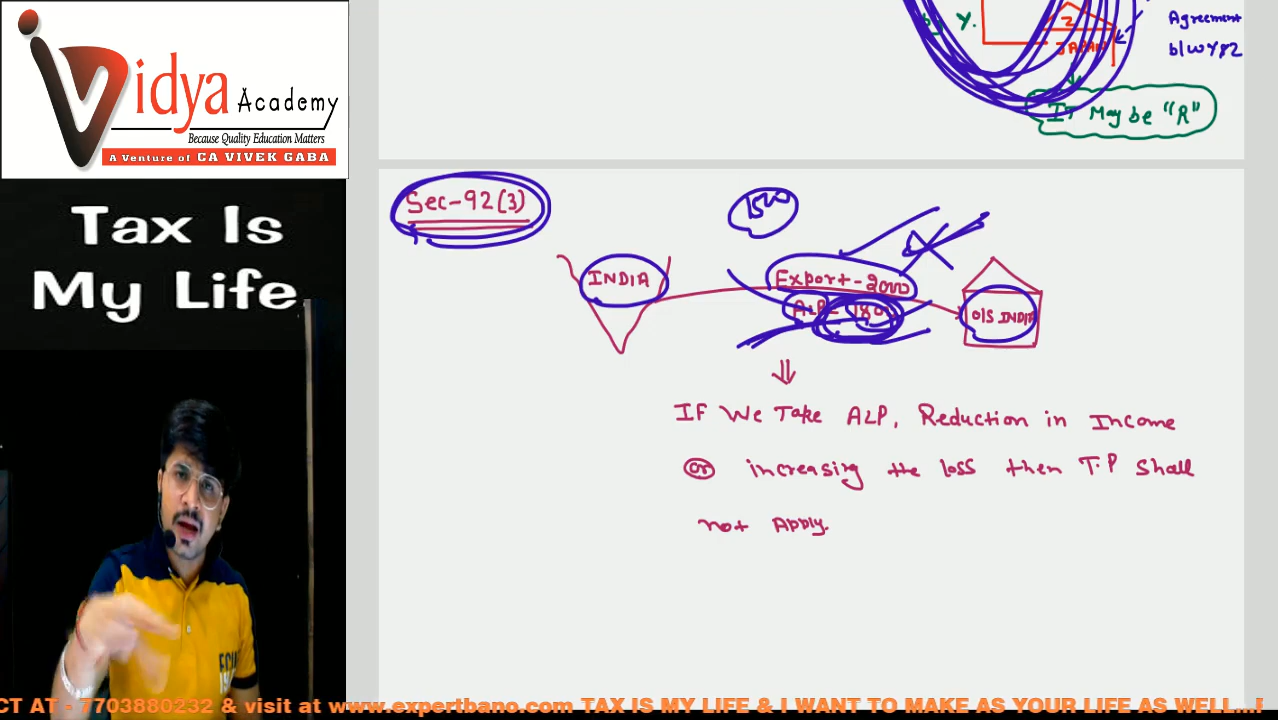 Vidya Academy
Because Quality Education Matters
A Venture of CA VIVEK GABA
Tax Is
My Life
Z
Y.
JAPAN
Agreement
b/w Y & Z
IT May be "R"
Sec-92(3)
1500
INDIA
Export-2000
ALP-
O/S INDIA
IF We Take ALP, Reduction in Income
or increasing the loss then T.P Shall
not Apply.
CT AT - 7703880232 & visit at www.expertbano.com TAX IS MY LIFE & I WANT TO MAKE AS YOUR LIFE AS WELL...